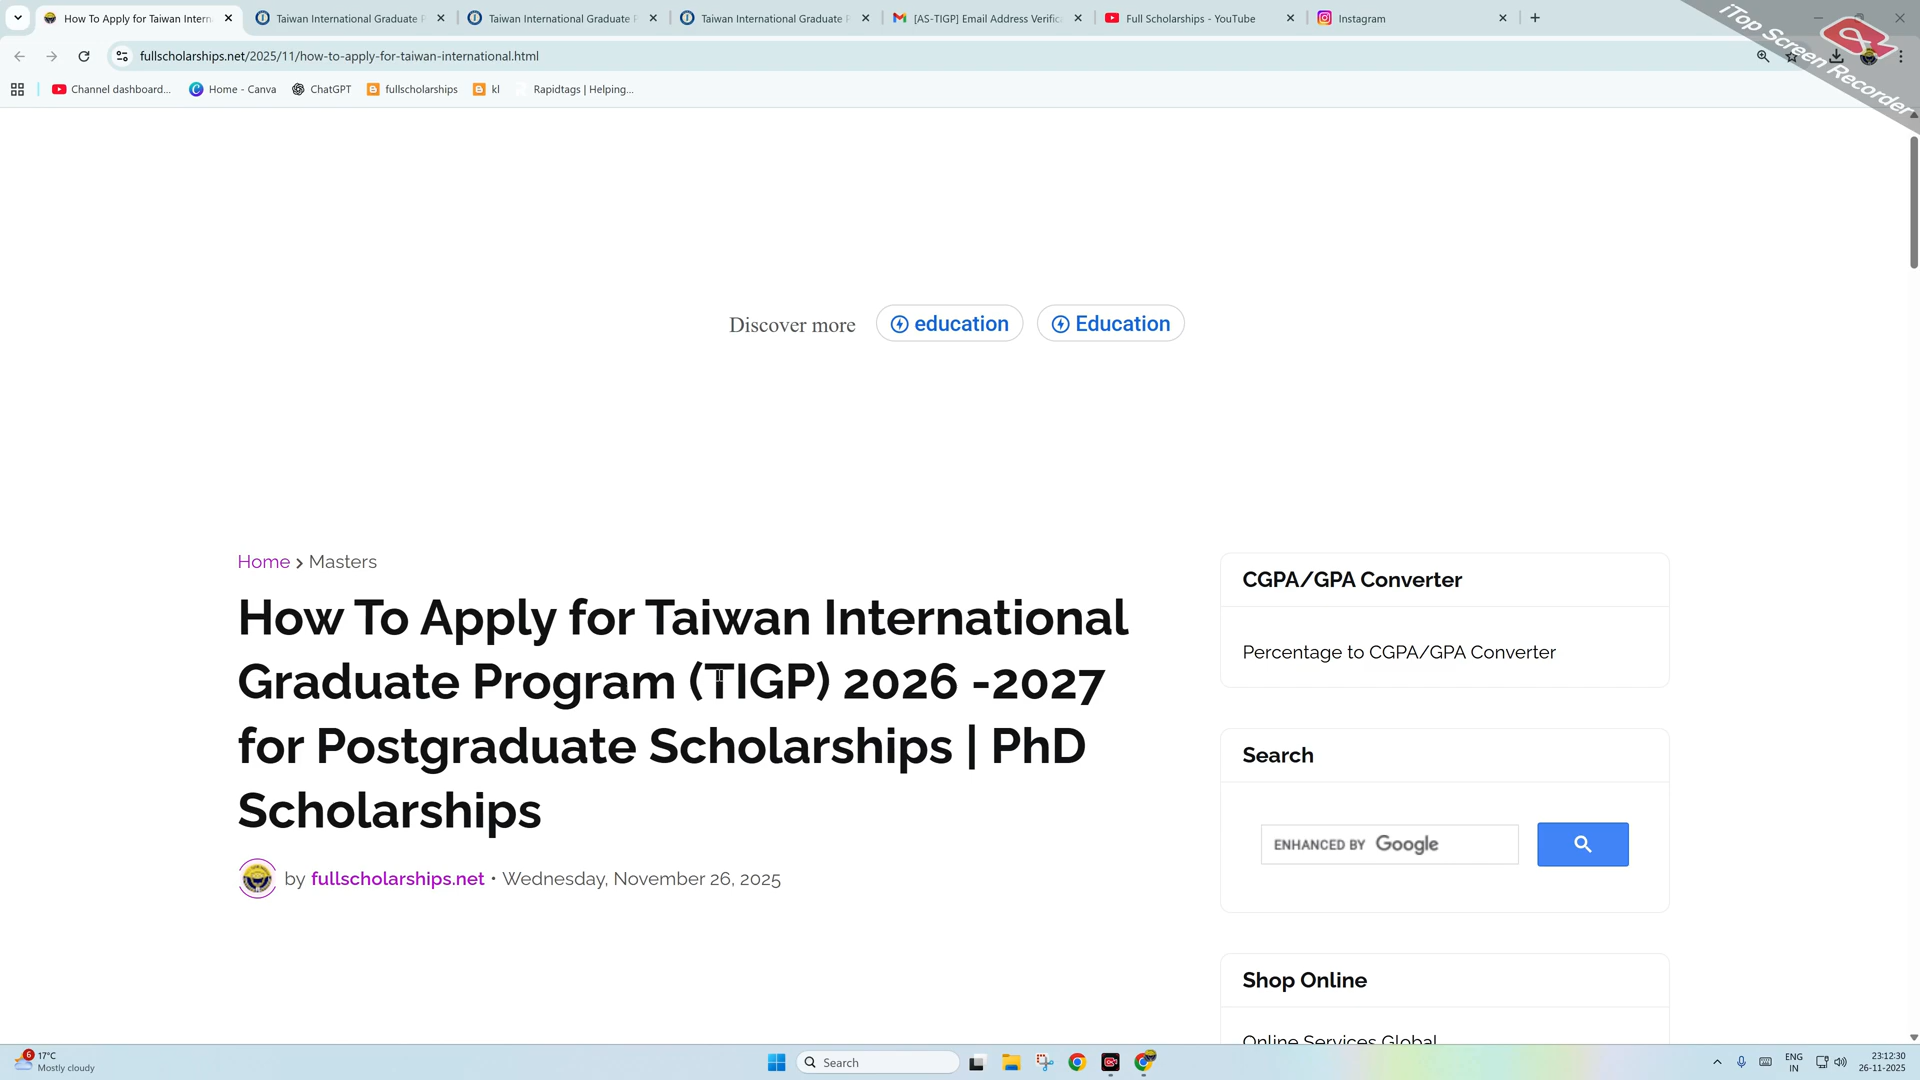 How To Apply for Taiwan Intern
Taiwan International Graduate P
Taiwan International Graduate P
Taiwan International Graduate P
[AS-TIGP] Email Address Verific
Full Scholarships - YouTube
Instagram
fullscholarships.net/2025/11/how-to-apply-for-taiwan-international.html
Channel dashboard...
Home - Canva
ChatGPT
fullscholarships
kl
Rapidtags | Helping...
iTop Screen Recorder
Discover more
education
Education
Home > Masters
How To Apply for Taiwan International
Graduate Program (TIGP) 2026 -2027
for Postgraduate Scholarships | PhD
Scholarships
by fullscholarships.net • Wednesday, November 26, 2025
CGPA/GPA Converter
Percentage to CGPA/GPA Converter
Search
ENHANCED BY Google
Shop Online
Online Services Global
6
17°C
Mostly cloudy
Search
ENG
IN
23:12:30
26-11-2025